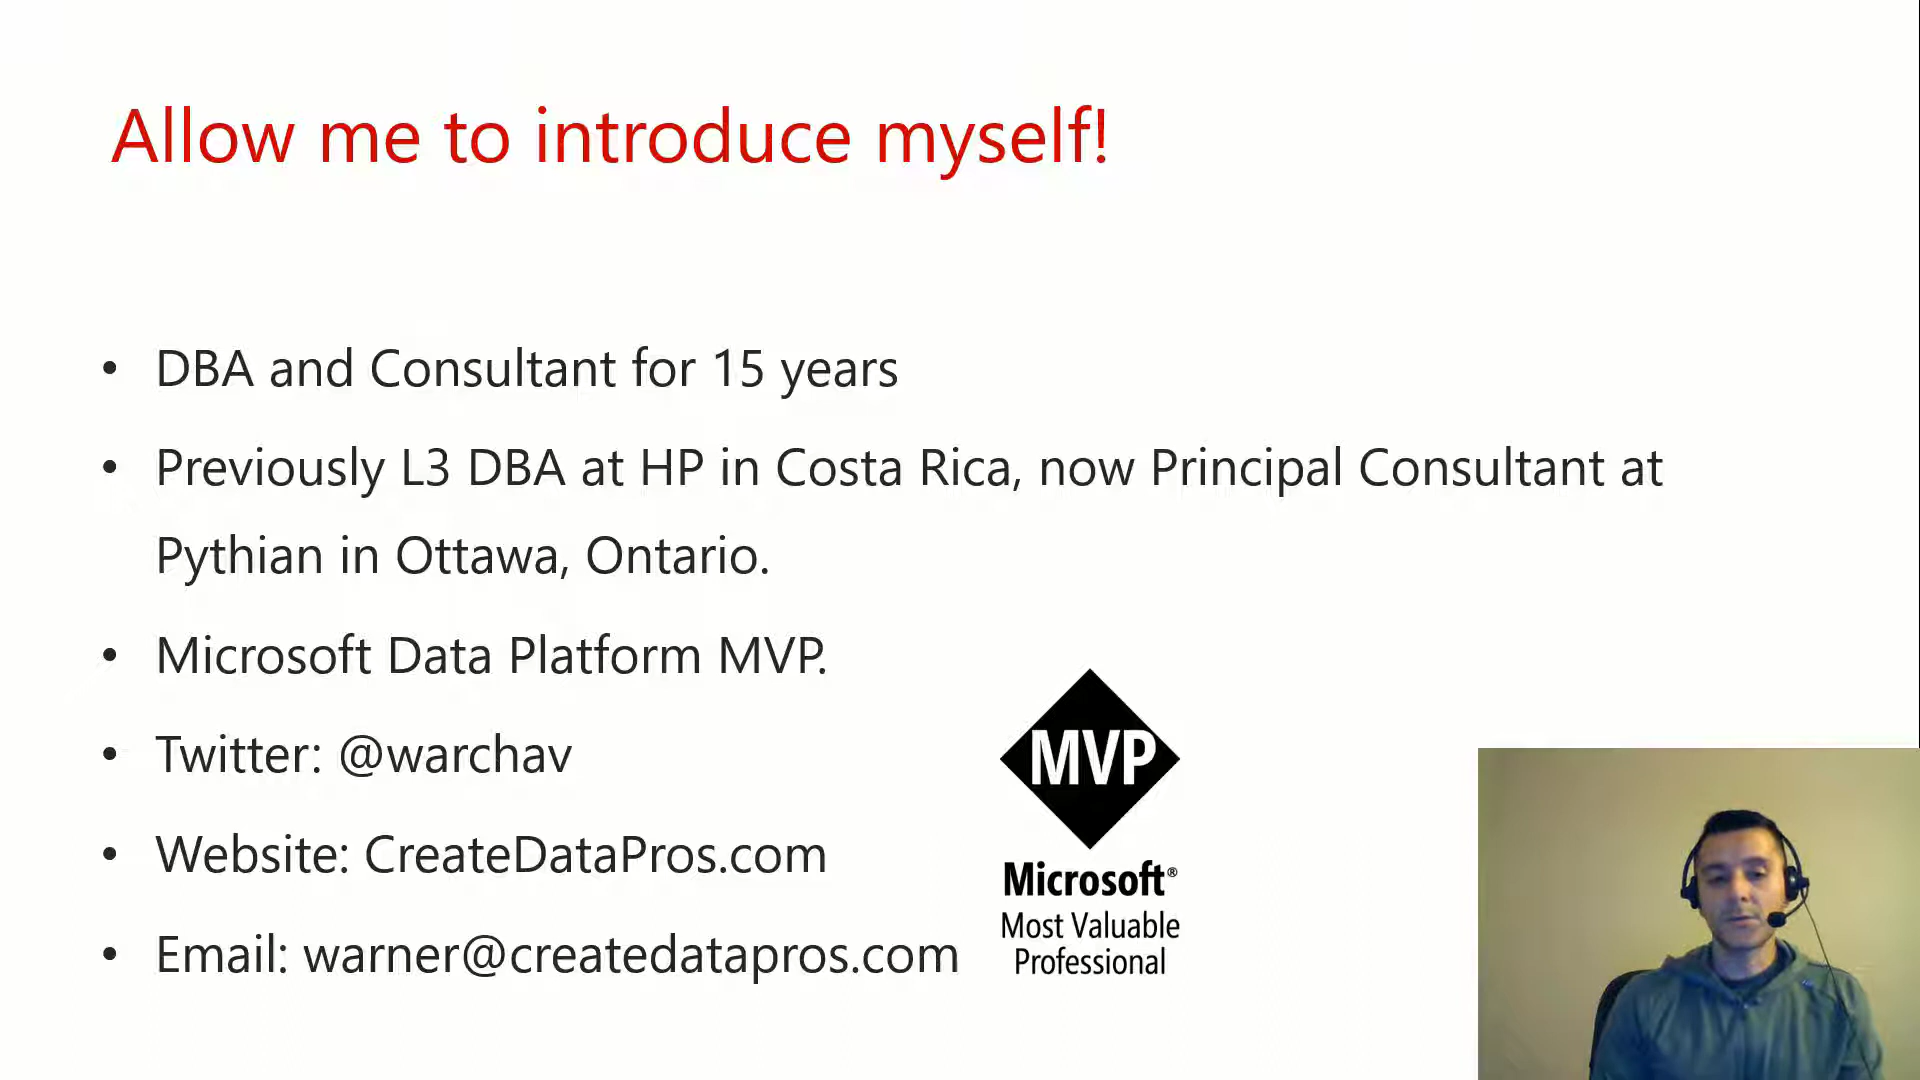 Allow me to introduce myself!
• DBA and Consultant for 15 years
• Previously L3 DBA at HP in Costa Rica, now Principal Consultant at
Pythian in Ottawa, Ontario.
• Microsoft Data Platform MVP.
• Twitter: @warchav
• Website: CreateDataPros.com
• Email: warner@createdatapros.com
MVP
Microsoft®
Most Valuable
Professional